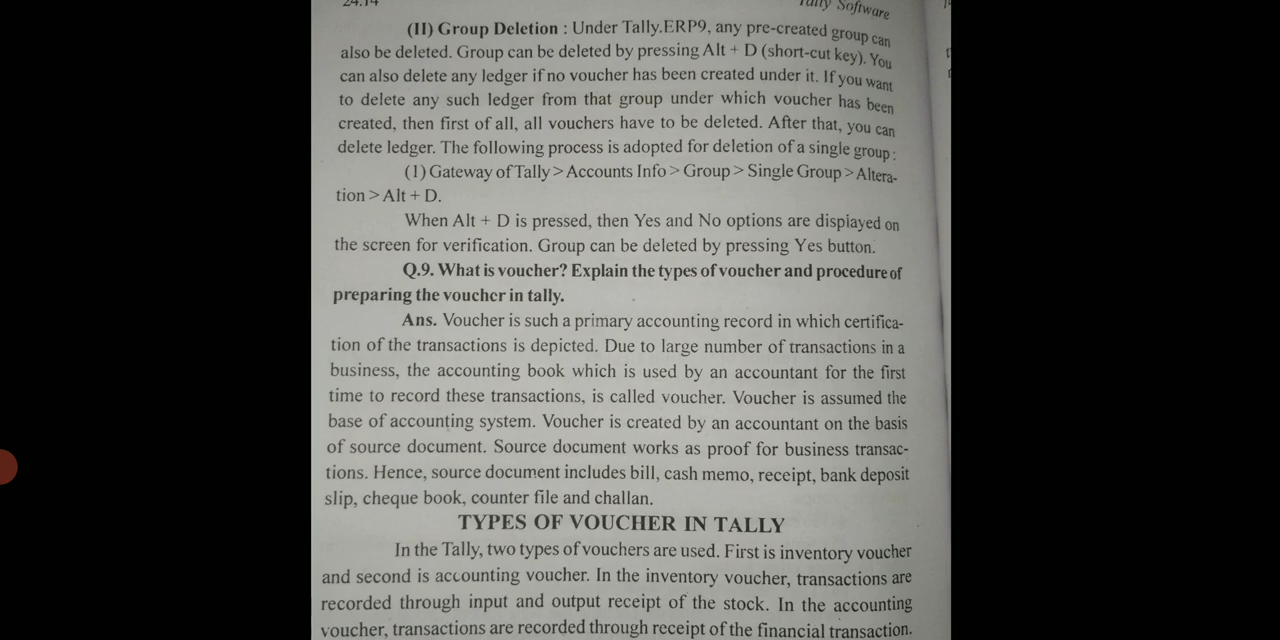 24.14
Tally Software
(II) Group Deletion : Under Tally.ERP9, any pre-created group can
also be deleted. Group can be deleted by pressing Alt + D (short-cut key). You
can also delete any ledger if no voucher has been created under it. If you want
to delete any such ledger from that group under which voucher has been
created, then first of all, all vouchers have to be deleted. After that, you can
delete ledger. The following process is adopted for deletion of a single group :
(1) Gateway of Tally > Accounts Info > Group > Single Group > Altera-
tion > Alt + D.
When Alt + D is pressed, then Yes and No options are displayed on
the screen for verification. Group can be deleted by pressing Yes button.
Q.9. What is voucher? Explain the types of voucher and procedure of
preparing the voucher in tally.
Ans. Voucher is such a primary accounting record in which certifica-
tion of the transactions is depicted. Due to large number of transactions in a
business, the accounting book which is used by an accountant for the first
time to record these transactions, is called voucher. Voucher is assumed the
base of accounting system. Voucher is created by an accountant on the basis
of source document. Source document works as proof for business transac-
tions. Hence, source document includes bill, cash memo, receipt, bank deposit
slip, cheque book, counter file and challan.
TYPES OF VOUCHER IN TALLY
In the Tally, two types of vouchers are used. First is inventory voucher
and second is accounting voucher. In the inventory voucher, transactions are
recorded through input and output receipt of the stock. In the accounting
voucher, transactions are recorded through receipt of the financial transaction.